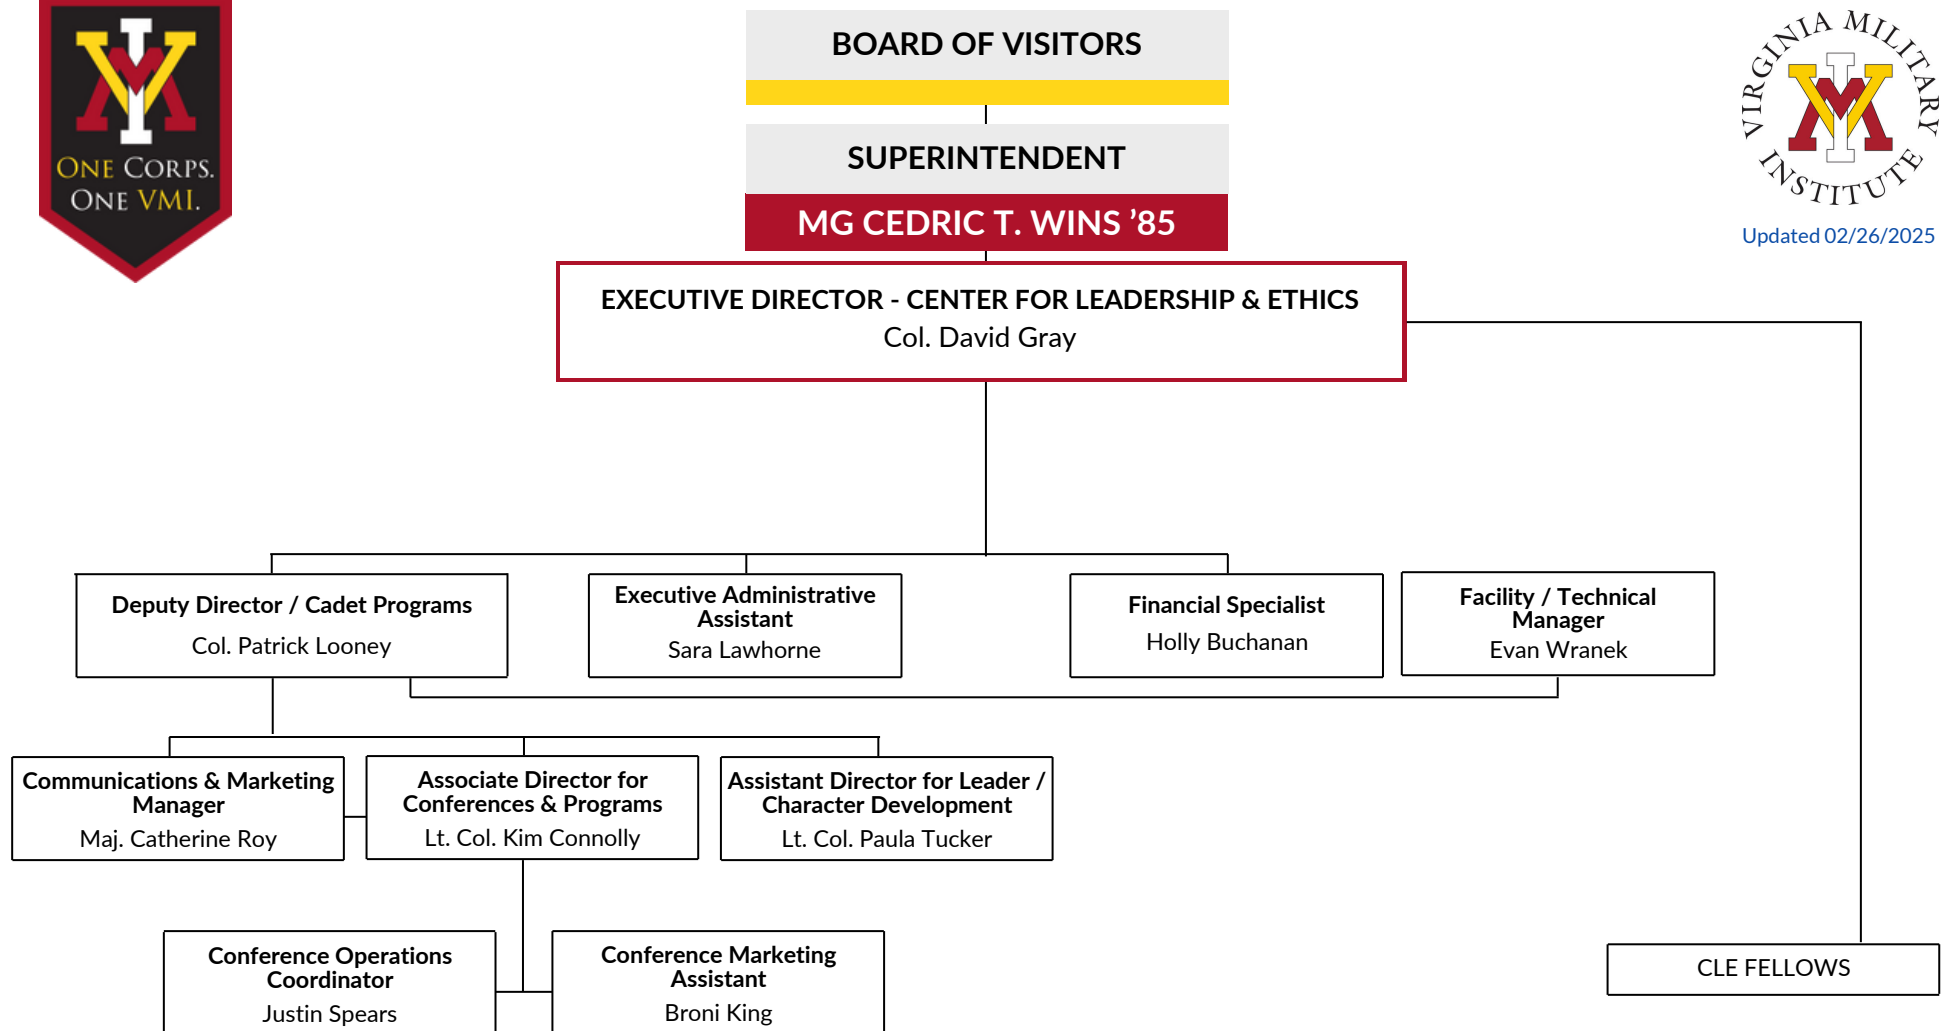 ONE CORPS.
ONE VMI.
BOARD OF VISITORS
SUPERINTENDENT
MG CEDRIC T. WINS ’85
VIRGINIA MILITARY
INSTITUTE
Updated 02/26/2025
EXECUTIVE DIRECTOR - CENTER FOR LEADERSHIP & ETHICS
Col. David Gray
Deputy Director / Cadet Programs
Col. Patrick Looney
Executive Administrative
Assistant
Sara Lawhorne
Financial Specialist
Holly Buchanan
Facility / Technical
Manager
Evan Wranek
Communications & Marketing
Manager
Maj. Catherine Roy
Associate Director for
Conferences & Programs
Lt. Col. Kim Connolly
Assistant Director for Leader /
Character Development
Lt. Col. Paula Tucker
Conference Operations
Coordinator
Justin Spears
Conference Marketing
Assistant
Broni King
CLE FELLOWS